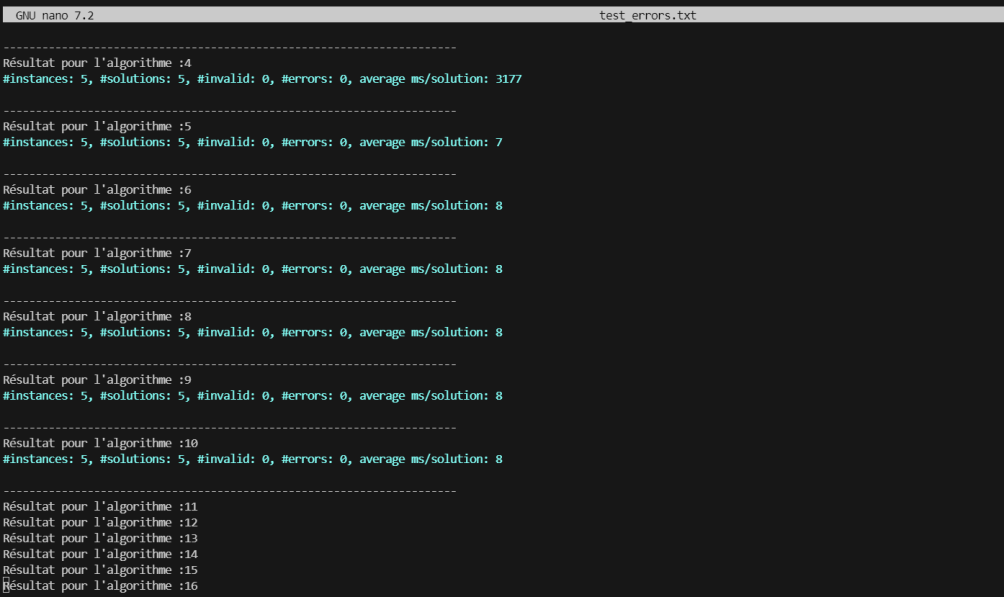 GNU nano 7.2 test_errors.txt
----------------------------------------------------------------------
Résultat pour l'algorithme :4
#instances: 5, #solutions: 5, #invalid: 0, #errors: 0, average ms/solution: 3177
----------------------------------------------------------------------
Résultat pour l'algorithme :5
#instances: 5, #solutions: 5, #invalid: 0, #errors: 0, average ms/solution: 7
----------------------------------------------------------------------
Résultat pour l'algorithme :6
#instances: 5, #solutions: 5, #invalid: 0, #errors: 0, average ms/solution: 8
----------------------------------------------------------------------
Résultat pour l'algorithme :7
#instances: 5, #solutions: 5, #invalid: 0, #errors: 0, average ms/solution: 8
----------------------------------------------------------------------
Résultat pour l'algorithme :8
#instances: 5, #solutions: 5, #invalid: 0, #errors: 0, average ms/solution: 8
----------------------------------------------------------------------
Résultat pour l'algorithme :9
#instances: 5, #solutions: 5, #invalid: 0, #errors: 0, average ms/solution: 8
----------------------------------------------------------------------
Résultat pour l'algorithme :10
#instances: 5, #solutions: 5, #invalid: 0, #errors: 0, average ms/solution: 8
----------------------------------------------------------------------
Résultat pour l'algorithme :11
Résultat pour l'algorithme :12
Résultat pour l'algorithme :13
Résultat pour l'algorithme :14
Résultat pour l'algorithme :15
Résultat pour l'algorithme :16